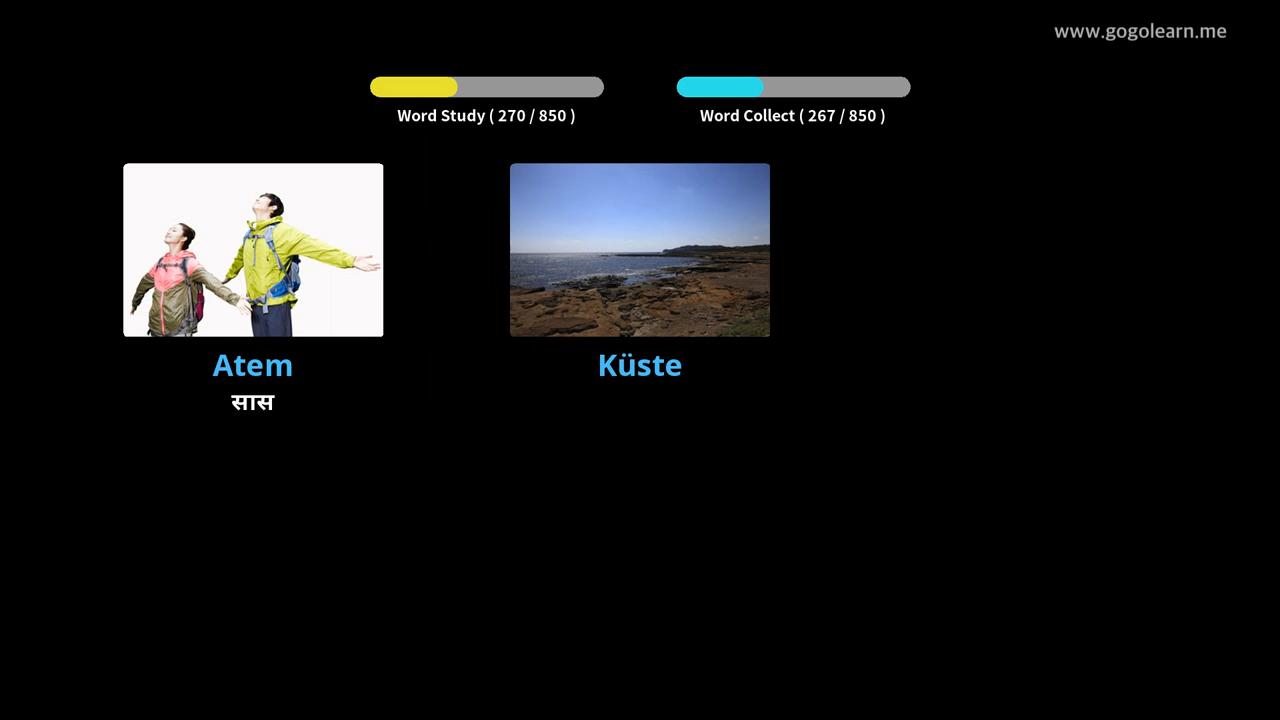 www.gogolearn.me
Word Study ( 270 / 850 )
Word Collect ( 267 / 850 )
Atem
सास
Küste